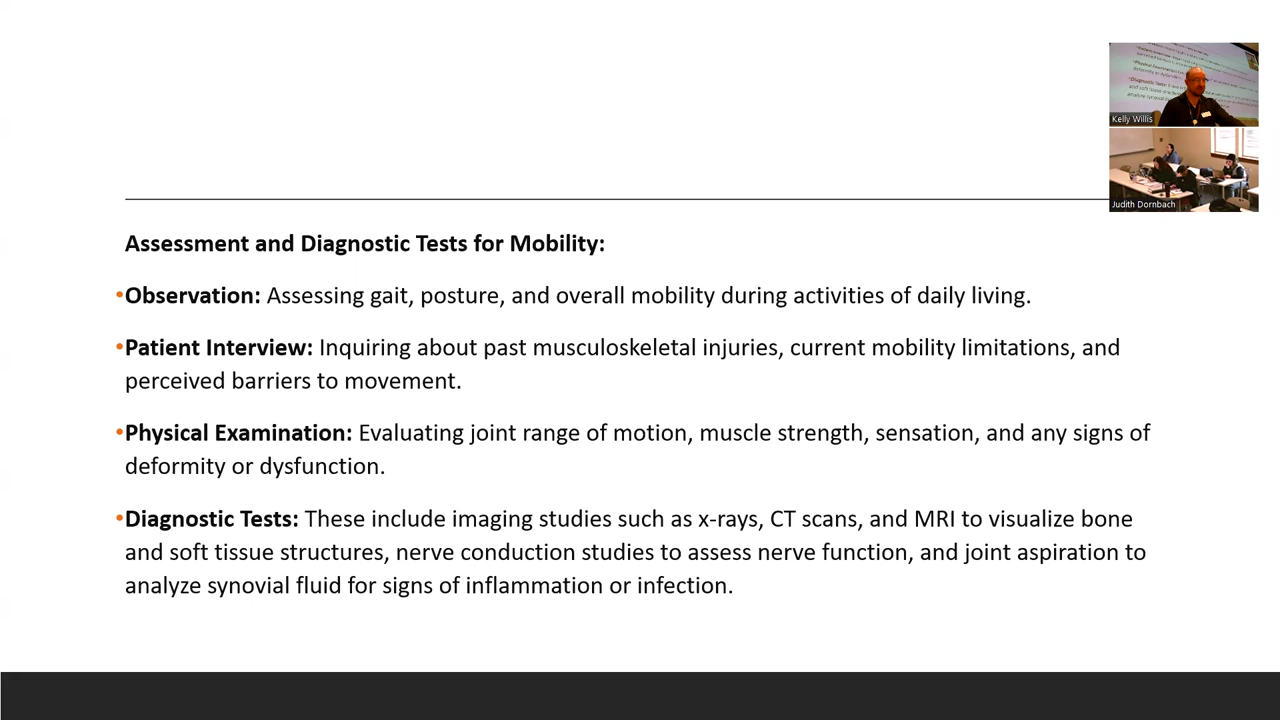 Kelly Willis
Judith Dornbach
Assessment and Diagnostic Tests for Mobility:
•Observation: Assessing gait, posture, and overall mobility during activities of daily living.
•Patient Interview: Inquiring about past musculoskeletal injuries, current mobility limitations, and
perceived barriers to movement.
•Physical Examination: Evaluating joint range of motion, muscle strength, sensation, and any signs of
deformity or dysfunction.
•Diagnostic Tests: These include imaging studies such as x-rays, CT scans, and MRI to visualize bone
and soft tissue structures, nerve conduction studies to assess nerve function, and joint aspiration to
analyze synovial fluid for signs of inflammation or infection.